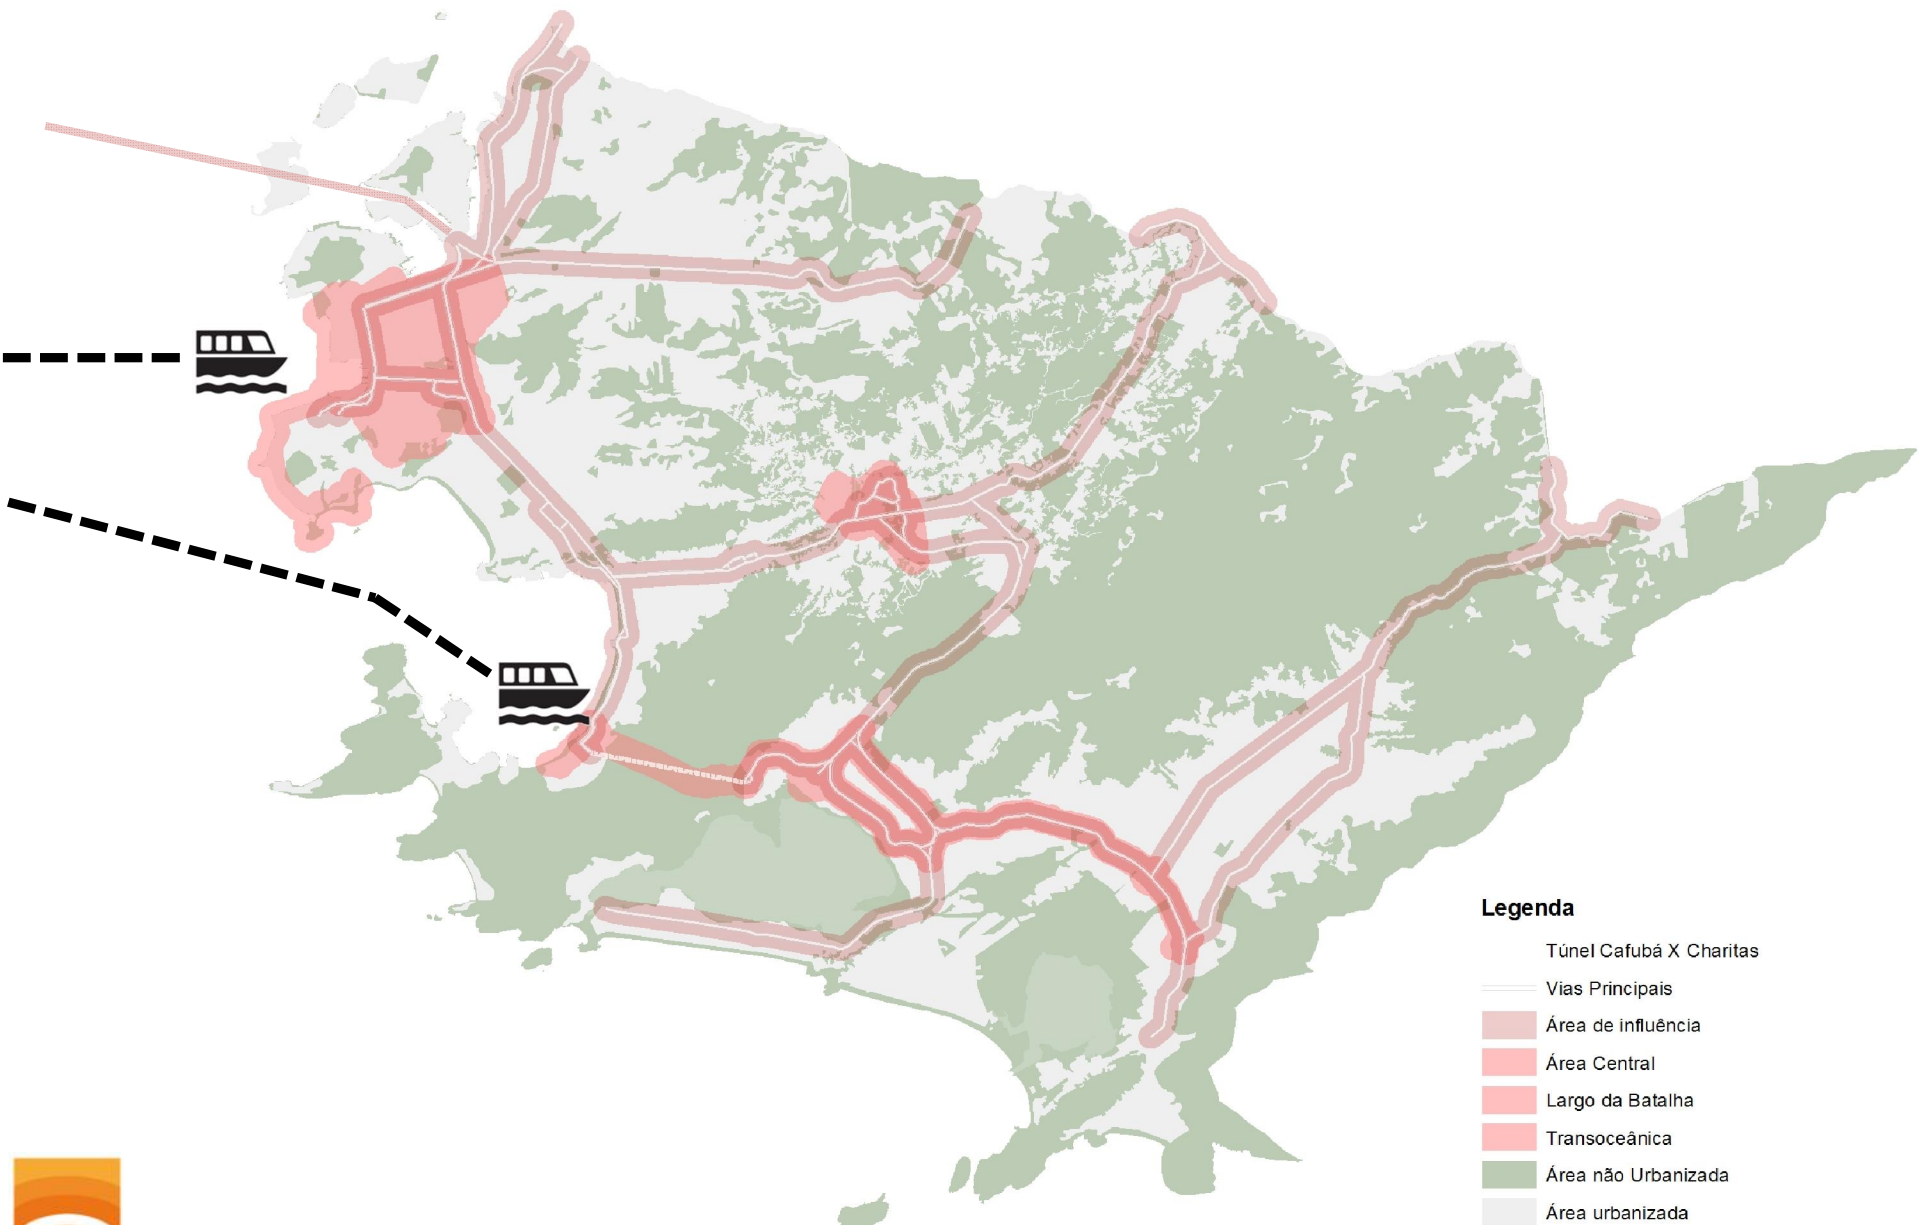 Legenda
Túnel Cafubá X Charitas
Vias Principais
Área de influência
Área Central
Largo da Batalha
Transoceânica
Área não Urbanizada
Área urbanizada